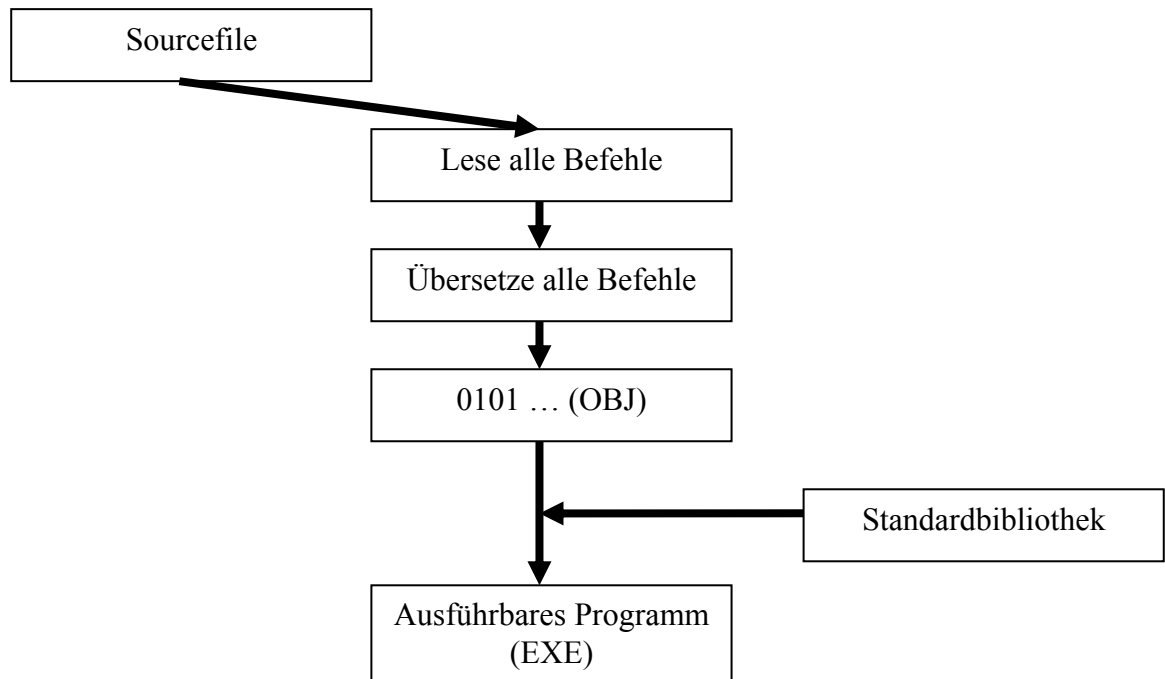 Sourcefile
Lese alle Befehle
Übersetze alle Befehle
0101 … (OBJ)
Standardbibliothek
Ausführbares Programm
(EXE)